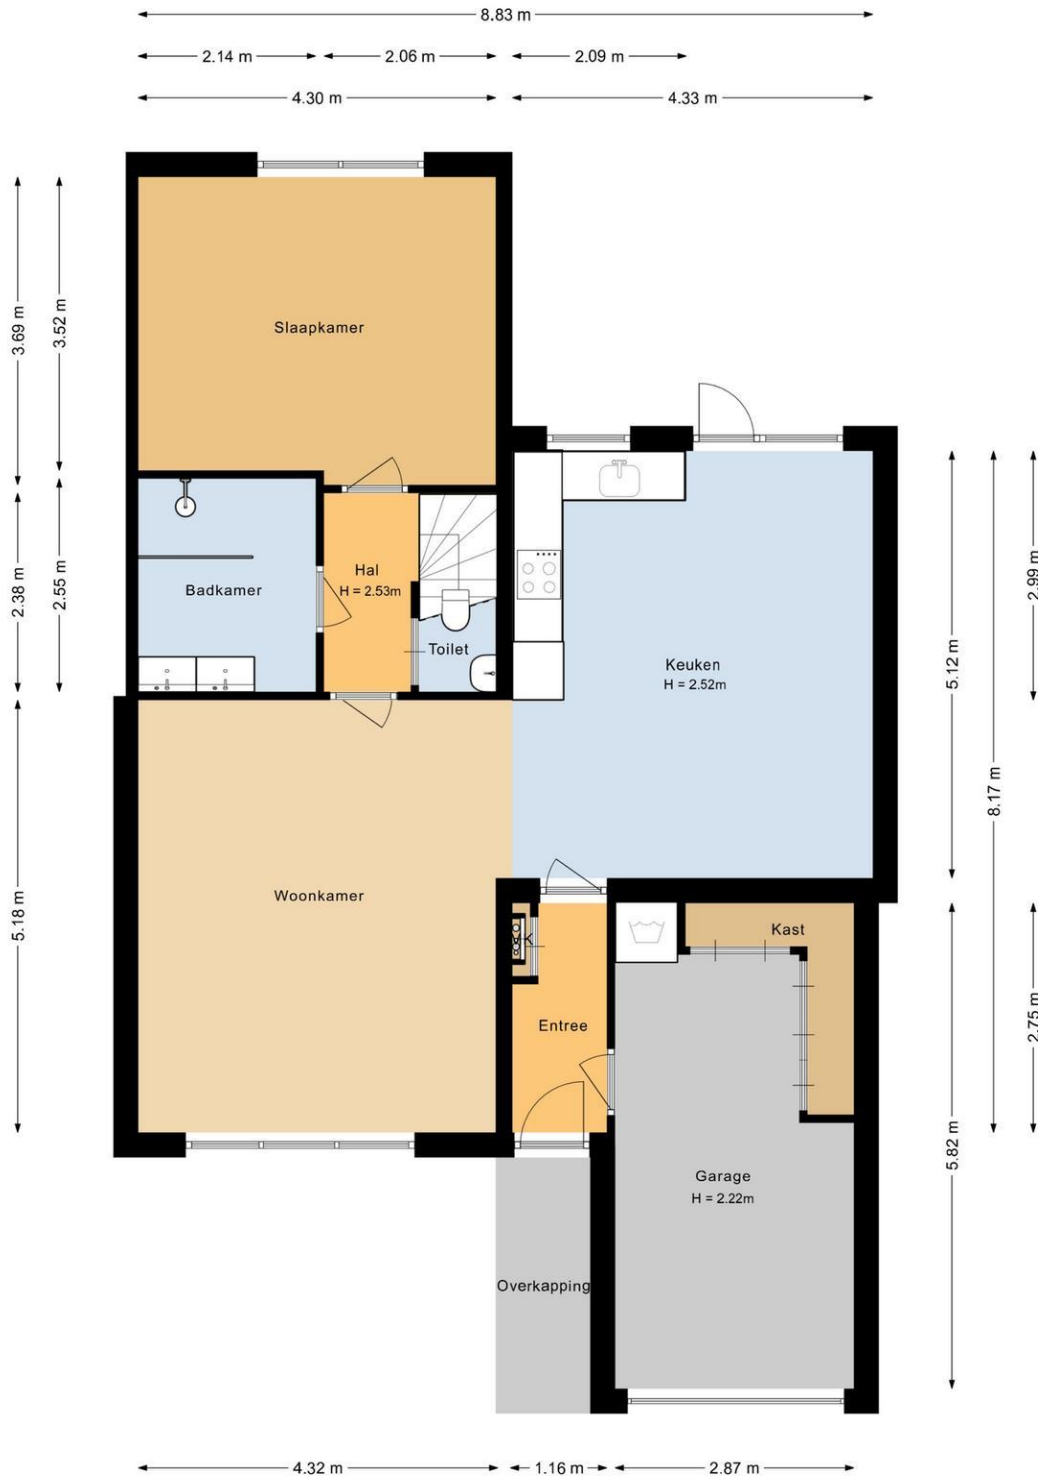 8.83 m
2.14 m
2.06 m
2.09 m
4.30 m
4.33 m
3.69 m
3.52 m
Slaapkamer
2.38 m
2.55 m
Badkamer
Hal
H = 2.53m
Toilet
Keuken
H = 2.52m
2.99 m
5.12 m
8.17 m
5.18 m
Woonkamer
K
Kast
Entree
2.75 m
5.82 m
Garage
H = 2.22m
Overkapping
4.32 m
1.16 m
2.87 m